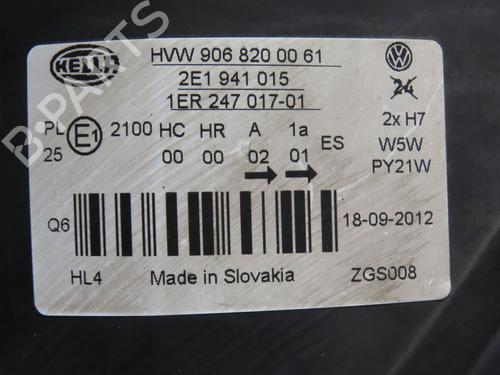 HELLA
HVW 906 820 00 61
2E1 941 015
1ER 247 017-01
24
PL E1 2100 HC HR A 1a ES
2x H7
25 00 00 02 01
W5W
PY21W
Q6
18-09-2012
HL4 Made in Slovakia ZGS008
B-PARTS